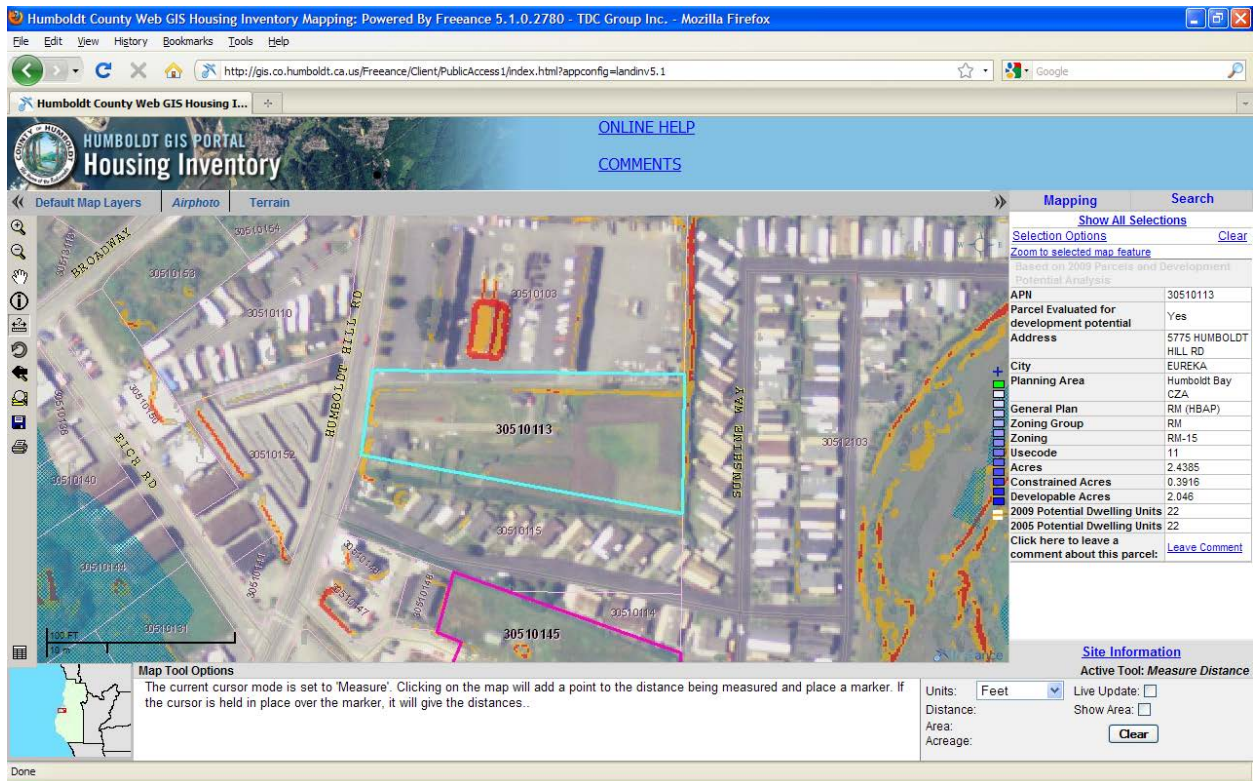 Humboldt County Web GIS Housing Inventory Mapping: Powered By Freeance 5.1.0.2780 - TDC Group Inc. - Mozilla Firefox
File Edit View History Bookmarks Tools Help
http://gis.co.humboldt.ca.us/Freeance/Client/PublicAccess1/index.html?appconfig=landinv5.1
Google
Humboldt County Web GIS Housing I...
HUMBOLDT GIS PORTAL
Housing Inventory
ONLINE HELP
COMMENTS
Default Map Layers Airphoto Terrain
Mapping Search
Show All Selections
Selection Options Clear
Zoom to selected map feature
Based on 2009 Parcels and Development
Potential Analysis
APN 30510113
Parcel Evaluated for
development potential Yes
Address 5775 HUMBOLDT
HILL RD
City EUREKA
Planning Area Humboldt Bay
CZA
General Plan RM (HBAP)
Zoning Group RM
Zoning RM-15
Usecode 11
Acres 2.4385
Constrained Acres 0.3916
Developable Acres 2.046
2009 Potential Dwelling Units 22
2005 Potential Dwelling Units 22
Click here to leave a
comment about this parcel: Leave Comment
BROADWAY
30510154
30510153
30510103
30510110
HUMBOLDT HILL RD
30510113
30510152
EICH RD
30510140
SUNSHINE WAY
30512103
30510115
30510144
30510141
30510147
30510148
30510114
30510145
30510131
100 FT
10 m
Site Information
Map Tool Options
Active Tool: Measure Distance
The current cursor mode is set to 'Measure'. Clicking on the map will add a point to the distance being measured and place a marker. If
the cursor is held in place over the marker, it will give the distances..
Units: Feet Live Update:
Distance: Show Area:
Area:
Acreage: Clear
Done